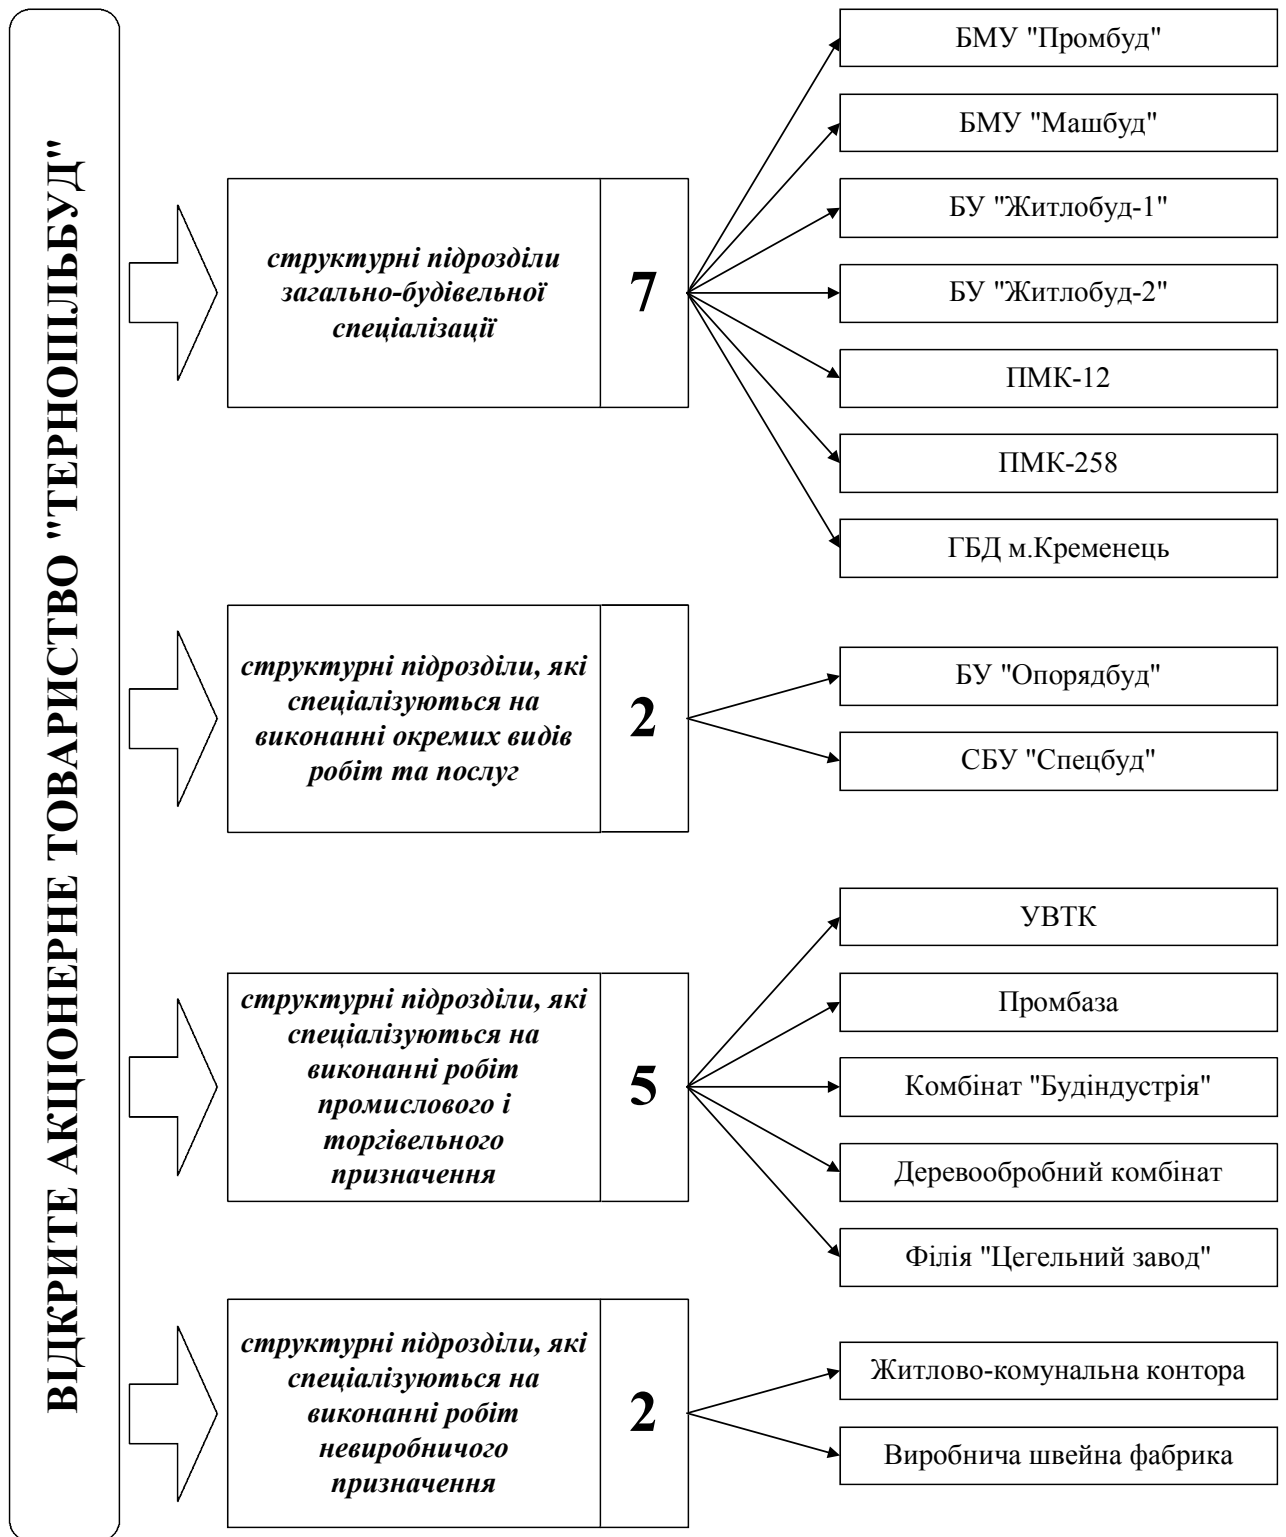 ВІДКРИТЕ АКЦІОНЕРНЕ ТОВАРИСТВО "ТЕРНОПІЛЬБУД"
структурні підрозділи
загально-будівельної
спеціалізації
7
БМУ "Промбуд"
БМУ "Машбуд"
БУ "Житлобуд-1"
БУ "Житлобуд-2"
ПМК-12
ПМК-258
ГБД м.Кременець
структурні підрозділи, які
спеціалізуються на
виконанні окремих видів
робіт та послуг
2
БУ "Опорядбуд"
СБУ "Спецбуд"
структурні підрозділи, які
спеціалізуються на
виконанні робіт
промислового і
торгівельного
призначення
5
УВТК
Промбаза
Комбінат "Будіндустрія"
Деревообробний комбінат
Філія "Цегельний завод"
структурні підрозділи, які
спеціалізуються на
виконанні робіт
невиробничого
призначення
2
Житлово-комунальна контора
Виробнича швейна фабрика